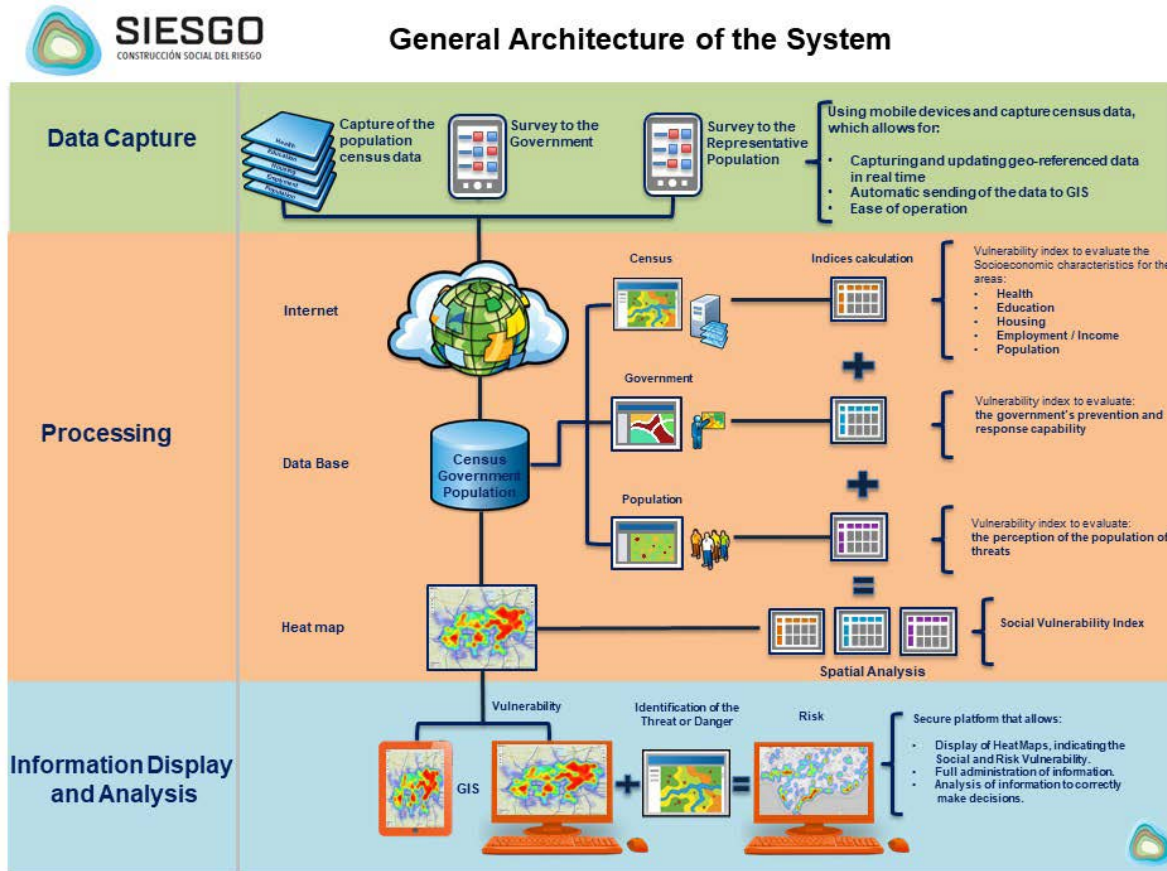 SIESGO
CONSTRUCCIÓN SOCIAL DEL RIESGO
General Architecture of the System
Data Capture
Health
Education
Housing
Employment
Population
Capture of the
population
census data
Survey to the
Government
Survey to the
Representative
Population
Using mobile devices and capture census data,
which allows for:
• Capturing and updating geo-referenced data
in real time
• Automatic sending of the data to GIS
• Ease of operation
Processing
Internet
Data Base
Heat map
Census
Government
Population
Census
Indices calculation
Vulnerability index to evaluate the
Socioeconomic characteristics for the
areas:
• Health
• Education
• Housing
• Employment / Income
• Population
Government
Vulnerability index to evaluate:
the government's prevention and
response capability
Population
Vulnerability index to evaluate:
the perception of the population of
threats
Social Vulnerability Index
Spatial Analysis
Information Display
and Analysis
Vulnerability
GIS
Identification of the
Threat or Danger
Risk
Secure platform that allows:
• Display of Heat Maps, indicating the
Social and Risk Vulnerability.
• Full administration of information.
• Analysis of information to correctly
make decisions.